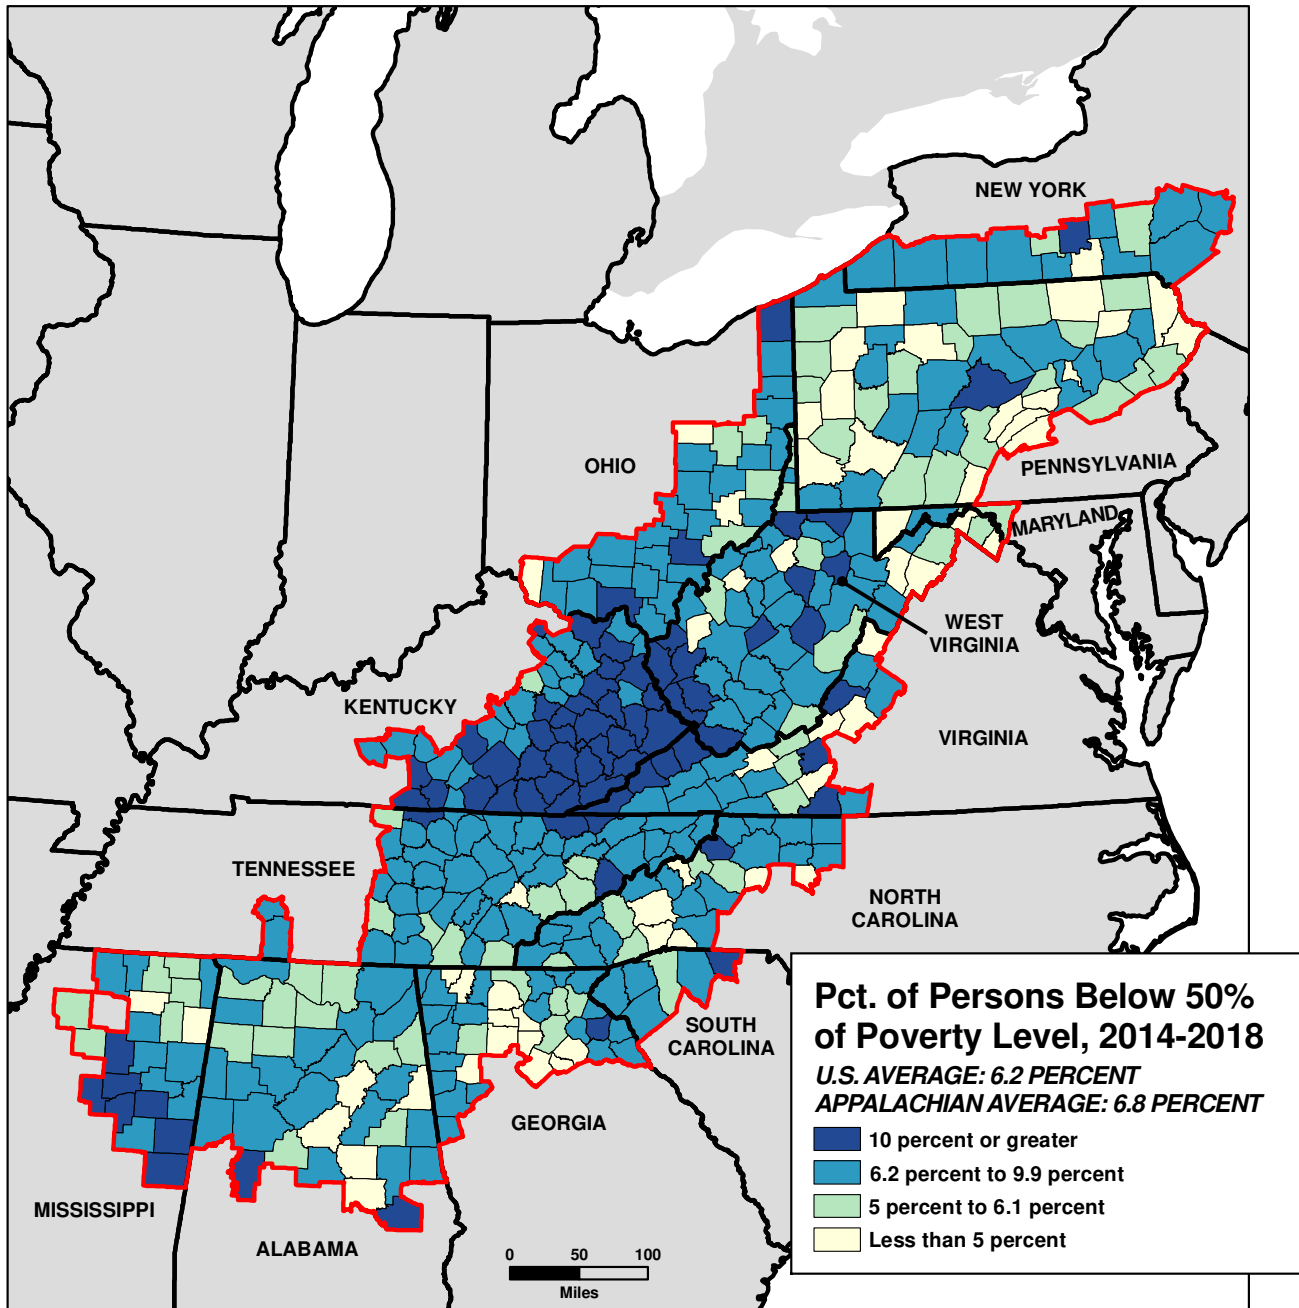 NEW YORK
OHIO
PENNSYLVANIA
MARYLAND
WEST
VIRGINIA
KENTUCKY
VIRGINIA
TENNESSEE
NORTH
CAROLINA
SOUTH
CAROLINA
GEORGIA
MISSISSIPPI
ALABAMA
0 50 100
Miles
Pct. of Persons Below 50%
of Poverty Level, 2014-2018
U.S. AVERAGE: 6.2 PERCENT
APPALACHIAN AVERAGE: 6.8 PERCENT
10 percent or greater
6.2 percent to 9.9 percent
5 percent to 6.1 percent
Less than 5 percent